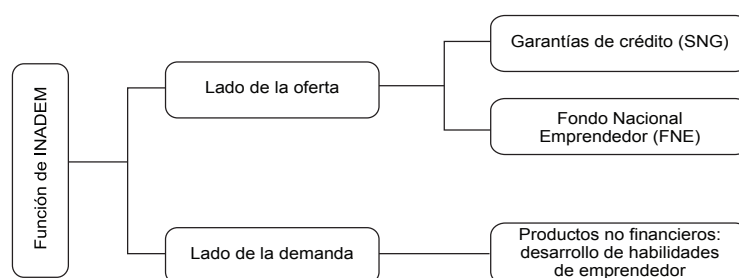 Función de INADEM
Lado de la oferta
Garantías de crédito (SNG)
Fondo Nacional
Emprendedor (FNE)
Lado de la demanda
Productos no financieros:
desarrollo de habilidades
de emprendedor